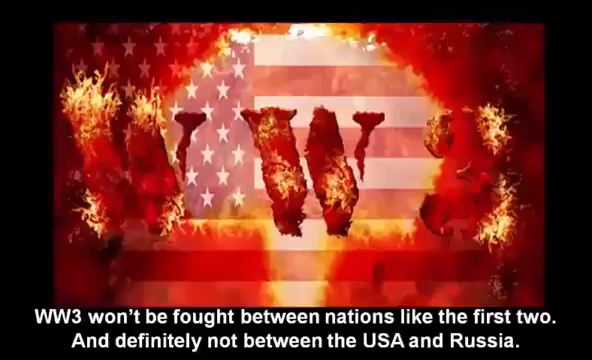 WW3
WW3 won't be fought between nations like the first two.
And definitely not between the USA and Russia.